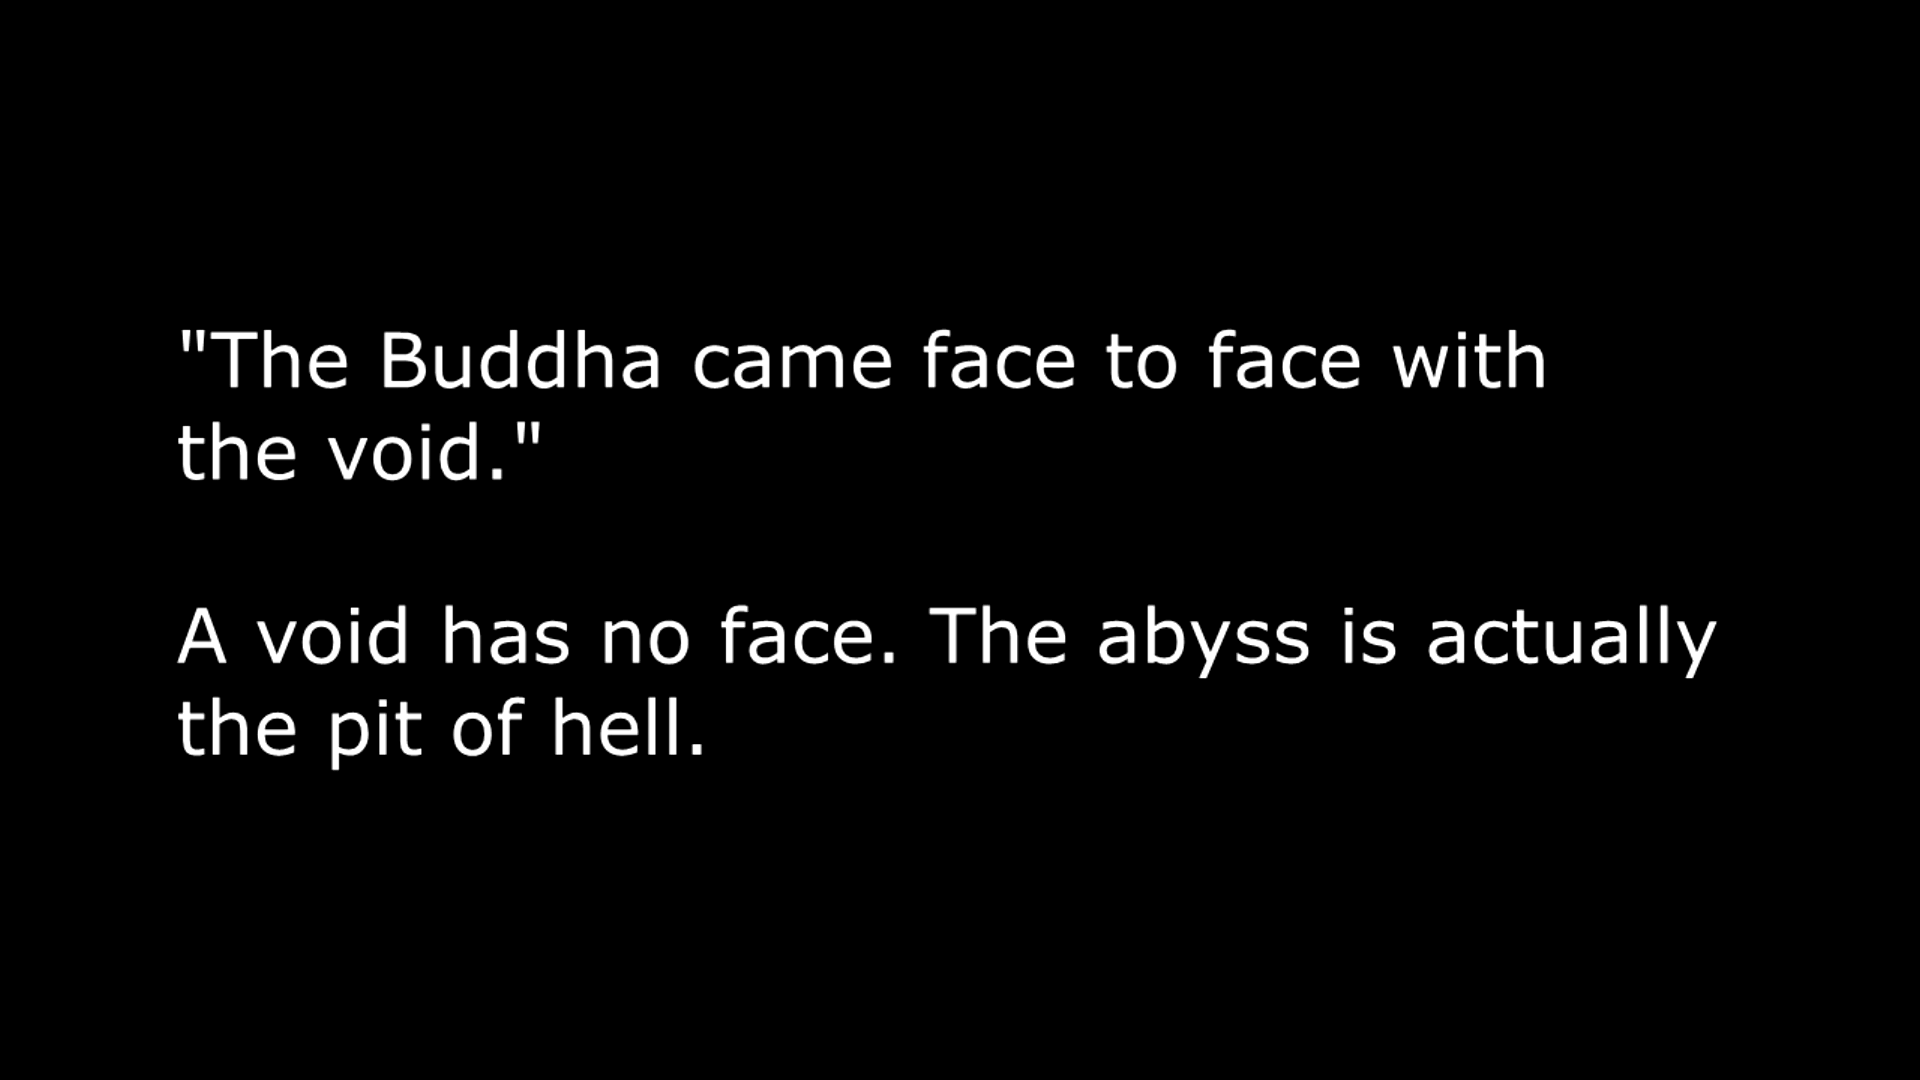 "The Buddha came face to face with
the void."
A void has no face. The abyss is actually
the pit of hell.